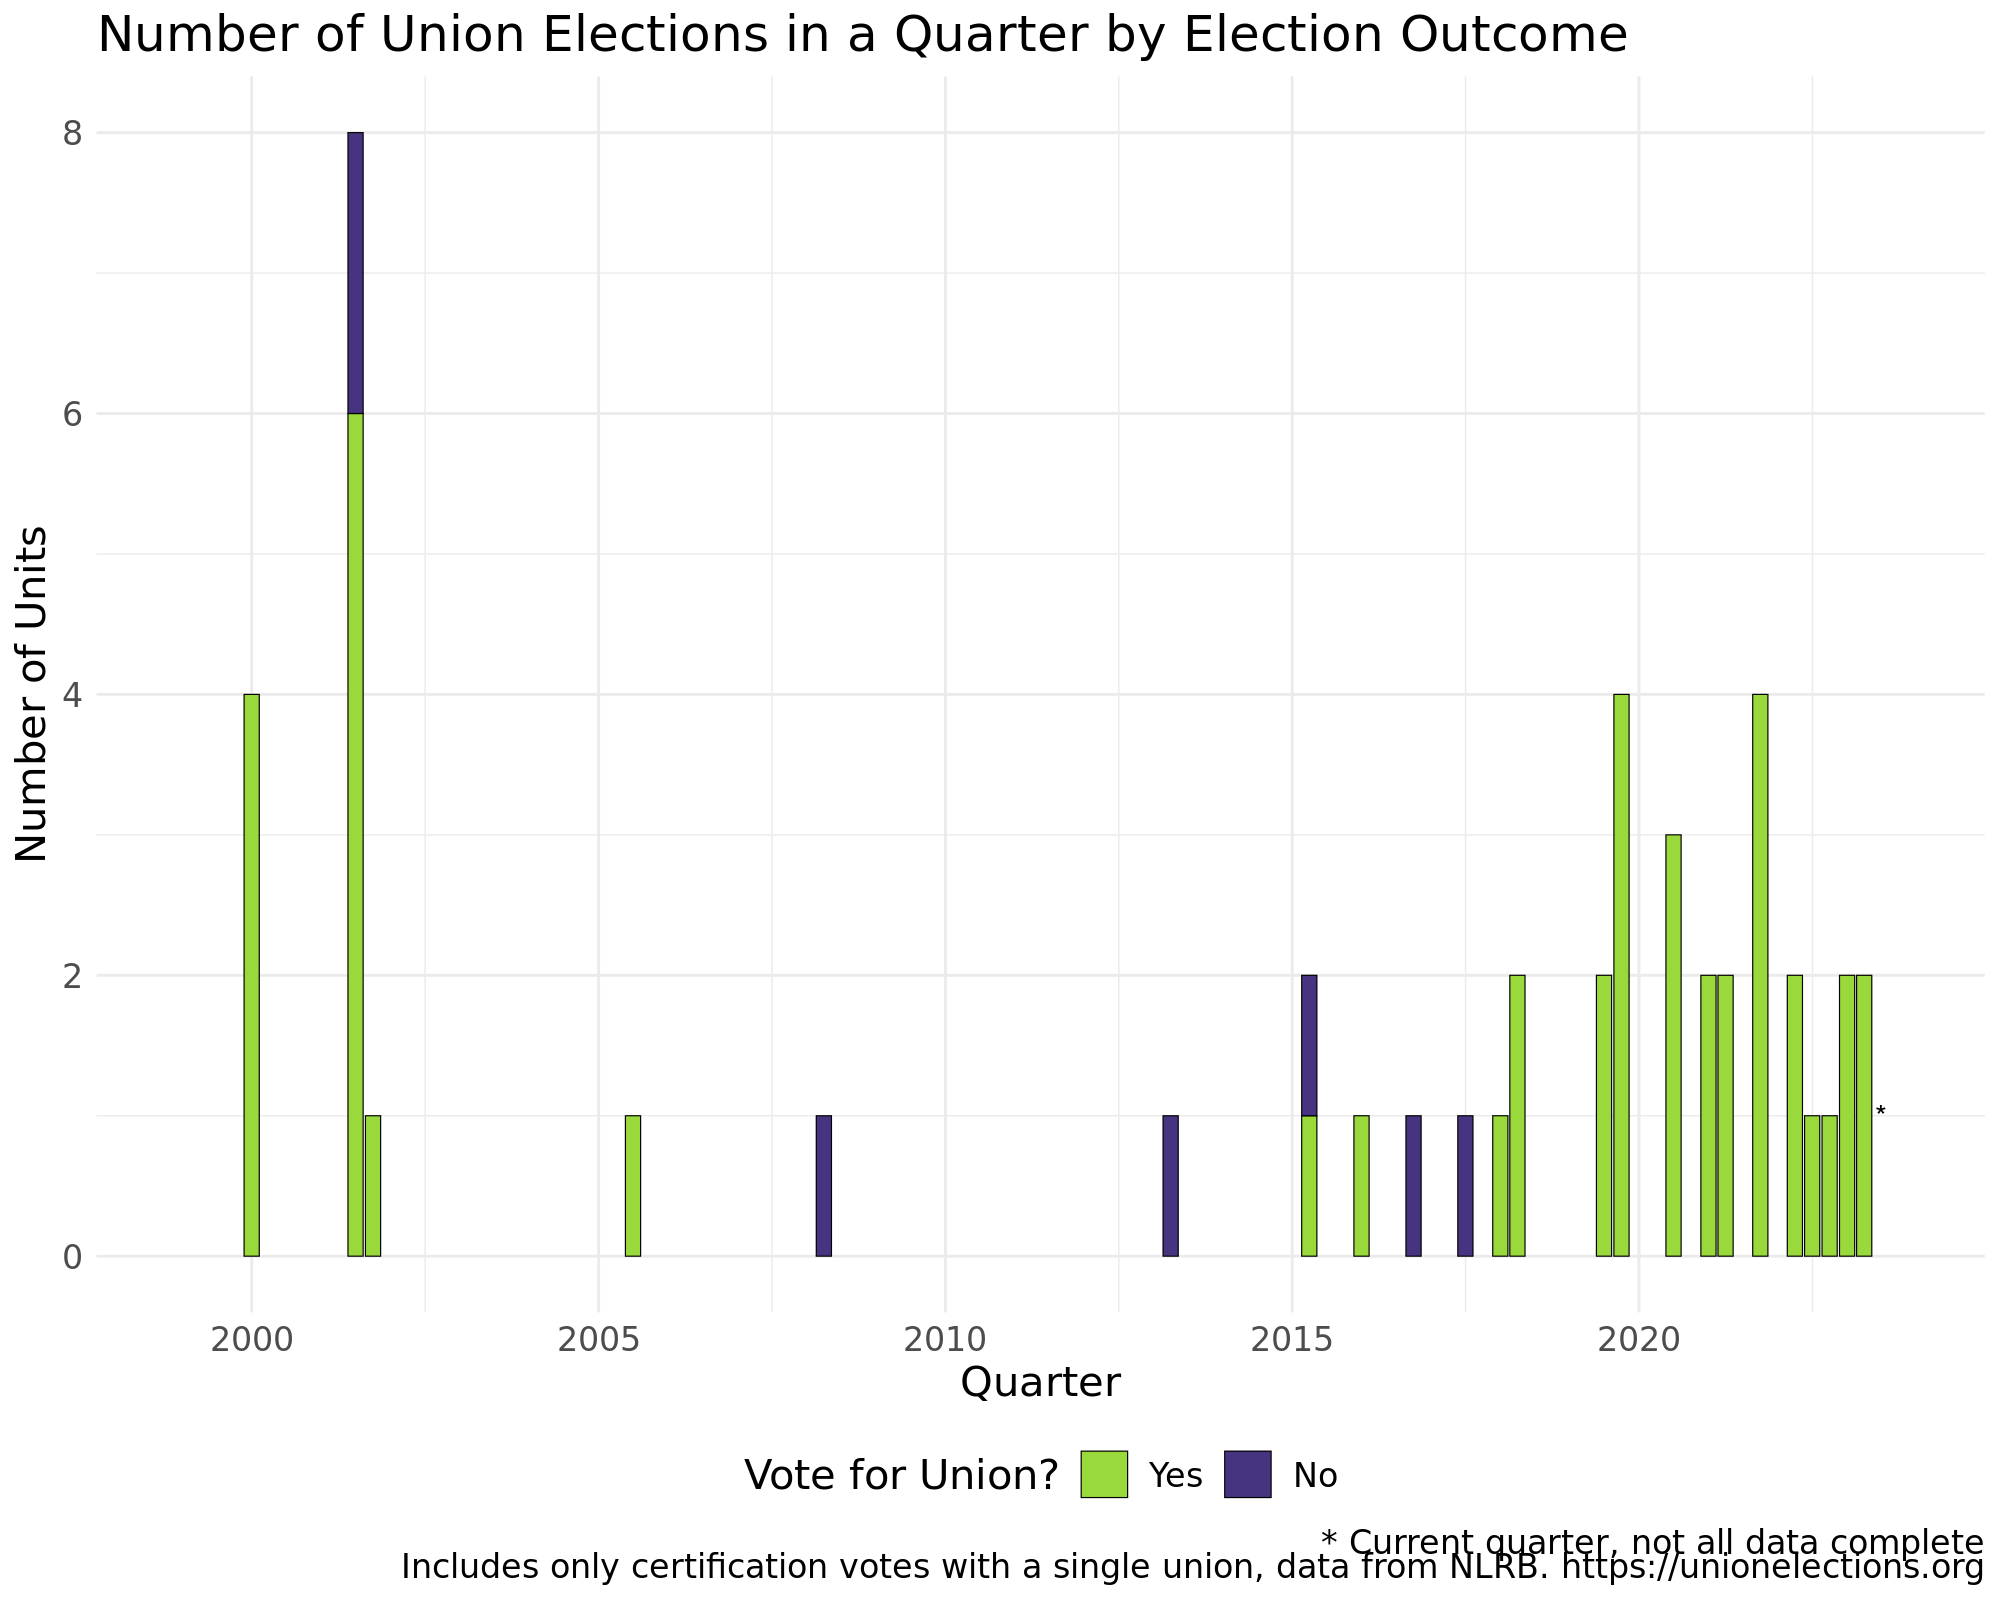 Number of Union Elections in a Quarter by Election Outcome
Number of Units
8
6
4
2
0
*
2000 2005 2010 2015 2020
Quarter
Vote for Union? Yes No
* Current quarter, not all data complete
Includes only certification votes with a single union, data from NLRB. https://unionelections.org